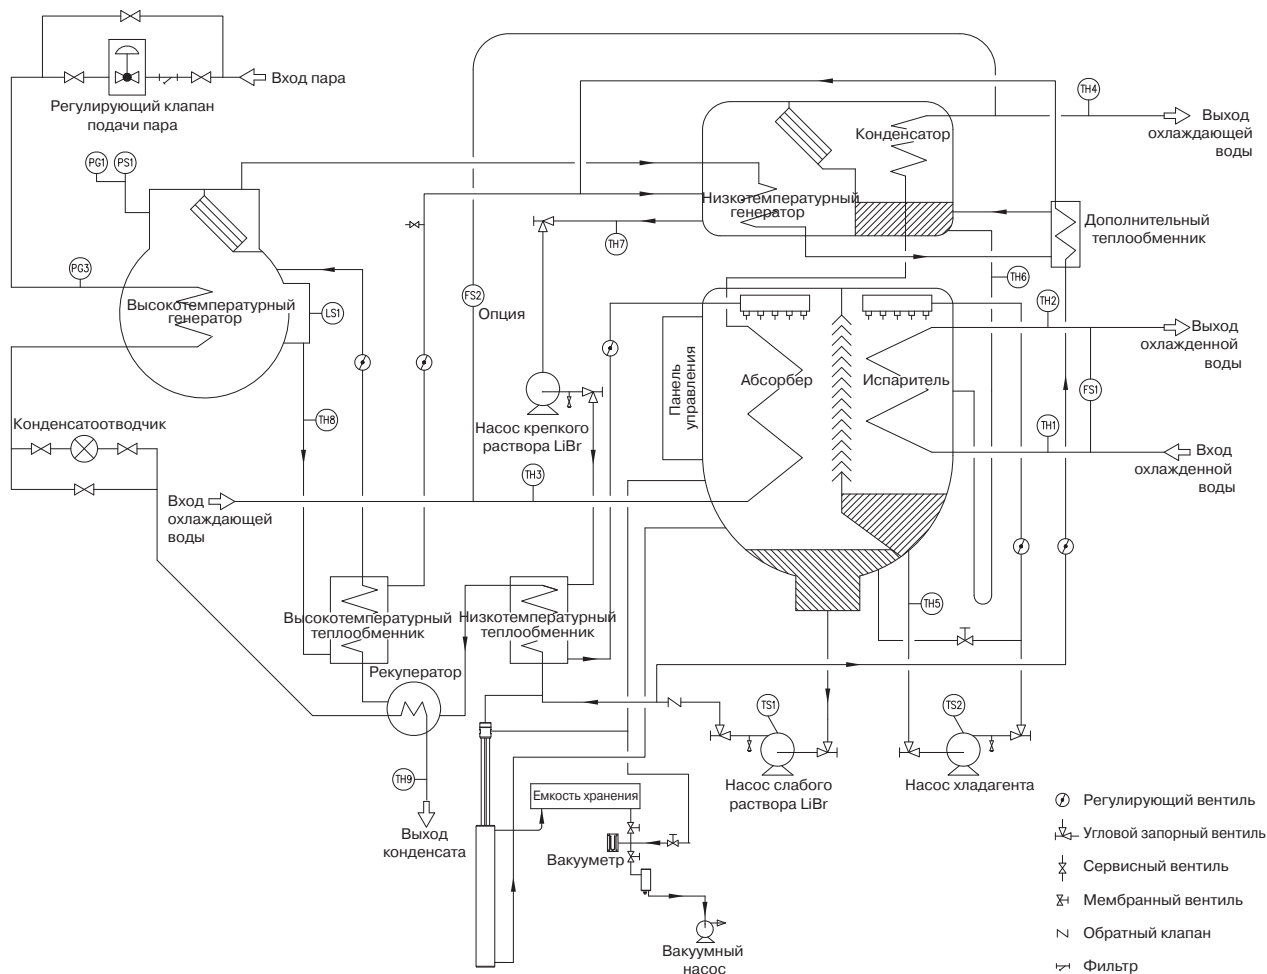 Вход пара
Регулирующий клапан
подачи пара
TH4
Выход
охлаждающей
воды
Конденсатор
PG1
PS1
Низкотемпературный
генератор
Дополнительный
теплообменник
TH7
TH6
PG3
Высокотемпературный
генератор
LS1
FS2
Опция
TH2
Выход
охлажденной
воды
Панель
управления
Абсорбер
Испаритель
FS1
Конденсатоотводчик
TH8
Насос крепкого
раствора LiBr
TH1
Вход
охлажденной
воды
TH3
Вход
охлаждающей
воды
Высокотемпературный
теплообменник
Низкотемпературный
теплообменник
TH5
Рекуператор
TS1
TS2
TH9
Насос слабого
раствора LiBr
Насос хладагента
Емкость хранения
Выход
конденсата
Вакууметр
Вакуумный
насос
Регулирующий вентиль
Угловой запорный вентиль
Сервисный вентиль
Мембранный вентиль
Обратный клапан
Фильтр